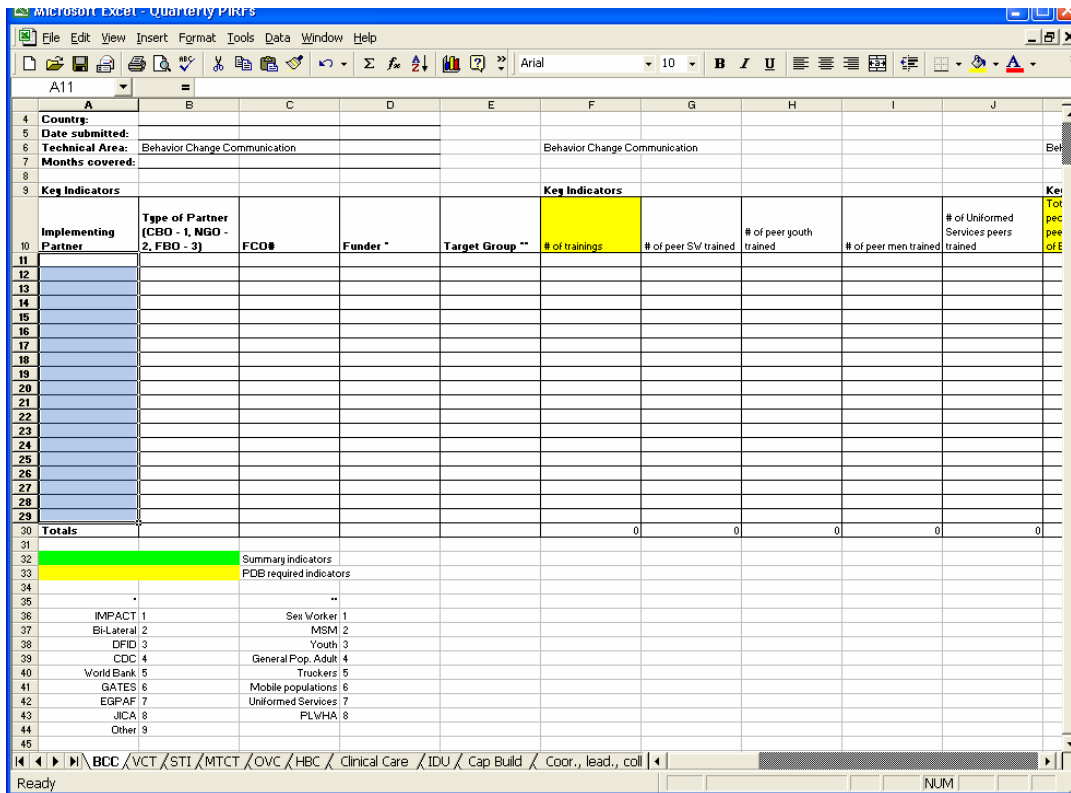 Microsoft Excel - Quarterly PIRFs
File Edit View Insert Format Tools Data Window Help
Arial 10 B I U
A11 =
A B C D E F G H I J
4 Country:
5 Date submitted:
6 Technical Area: Behavior Change Communication Behavior Change Communication
7 Months covered:
8
9 Key Indicators Key Indicators
10 Implementing Partner Type of Partner (CBO - 1, NGO - 2, FBO - 3) FCO# Funder * Target Group ** # of trainings # of peer SW trained # of peer youth trained # of peer men trained # of Uniformed Services peers trained
11
12
13
14
15
16
17
18
19
20
21
22
23
24
25
26
27
28
29
30 Totals 0 0 0 0 0
31
32 Summary indicators
33 PDB required indicators
34
35 * **
36 IMPACT 1 Sex Worker 1
37 Bi-Lateral 2 MSM 2
38 DFID 3 Youth 3
39 CDC 4 General Pop. Adult 4
40 World Bank 5 Truckers 5
41 GATES 6 Mobile populations 6
42 EGPAF 7 Uniformed Services 7
43 JICA 8 PLWHA 8
44 Other 9
45
BCC / VCT / STI / MTCT / OVC / HBC / Clinical Care / IDU / Cap Build / Coor., lead., coll
Ready NUM